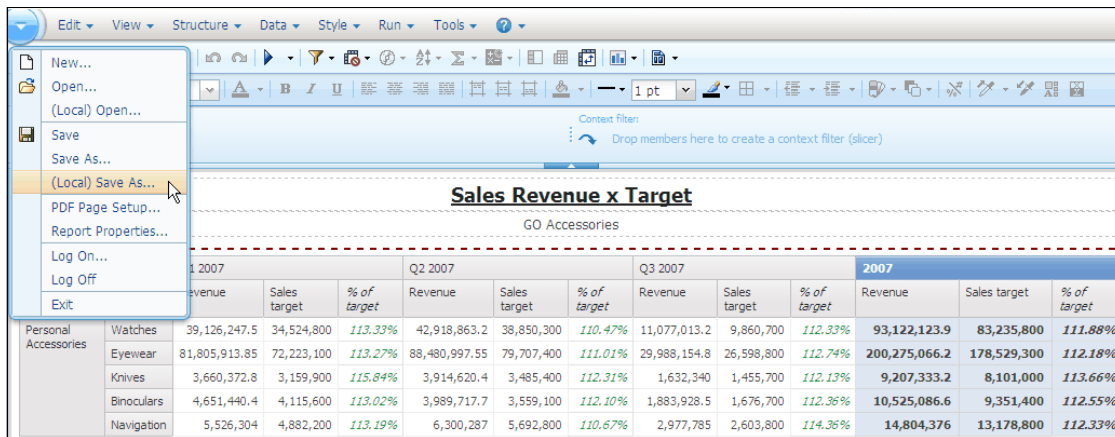 Edit View Structure Data Style Run Tools ?
New...
Open...
(Local) Open...
Save
Save As...
(Local) Save As...
PDF Page Setup...
Report Properties...
Log On...
Log Off
Exit
A B I U 1 pt
Context filter:
Drop members here to create a context filter (slicer)
Sales Revenue x Target
GO Accessories
1 2007 Q2 2007 Q3 2007 2007
evenue Sales target % of target Revenue Sales target % of target Revenue Sales target % of target Revenue Sales target % of target
Personal Accessories Watches 39,126,247.5 34,524,800 113.33% 42,918,863.2 38,850,300 110.47% 11,077,013.2 9,860,700 112.33% 93,122,123.9 83,235,800 111.88%
Eyewear 81,805,913.85 72,223,100 113.27% 88,480,997.55 79,707,400 111.01% 29,988,154.8 26,598,800 112.74% 200,275,066.2 178,529,300 112.18%
Knives 3,660,372.8 3,159,900 115.84% 3,914,620.4 3,485,400 112.31% 1,632,340 1,455,700 112.13% 9,207,333.2 8,101,000 113.66%
Binoculars 4,651,440.4 4,115,600 113.02% 3,989,717.7 3,559,100 112.10% 1,883,928.5 1,676,700 112.36% 10,525,086.6 9,351,400 112.55%
Navigation 5,526,304 4,882,200 113.19% 6,300,287 5,692,800 110.67% 2,977,785 2,603,800 114.36% 14,804,376 13,178,800 112.33%